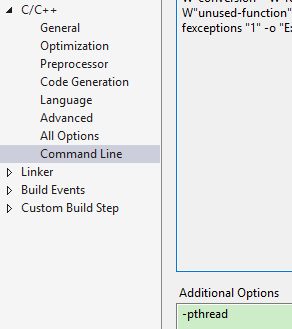 C/C++
General
Optimization
Preprocessor
Code Generation
Language
Advanced
All Options
Command Line
Linker
Build Events
Custom Build Step
W"unused-function"
fexceptions "1" -o "E
Additional Options
-pthread